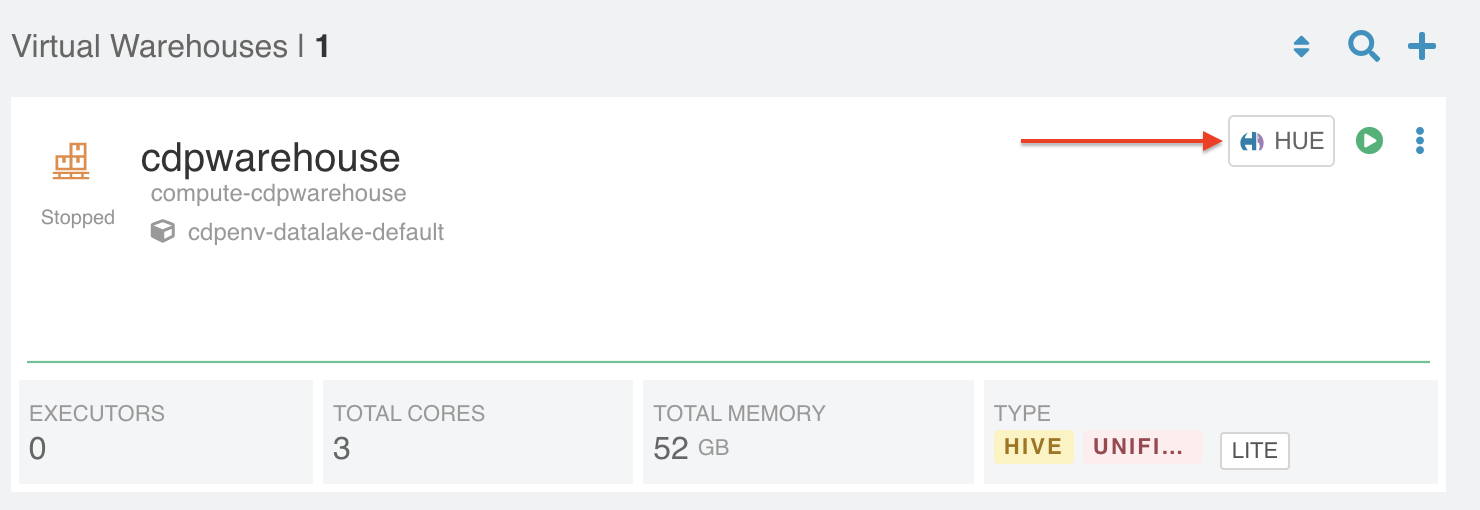 Virtual Warehouses | 1
HUE
cdpwarehouse
compute-cdpwarehouse
Stopped
cdpenv-datalake-default
EXECUTORS
0
TOTAL CORES
3
TOTAL MEMORY
52 GB
TYPE
HIVE UNIFI... LITE